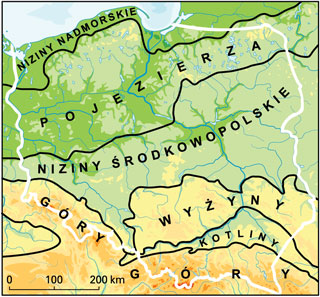 NIZINY NADMORSKIE
POJEZIERZA
NIZINY ŚRODKOWOPOLSKIE
WYŻYNY
KOTLINY
GÓRY
GÓRY
0 100 200 km